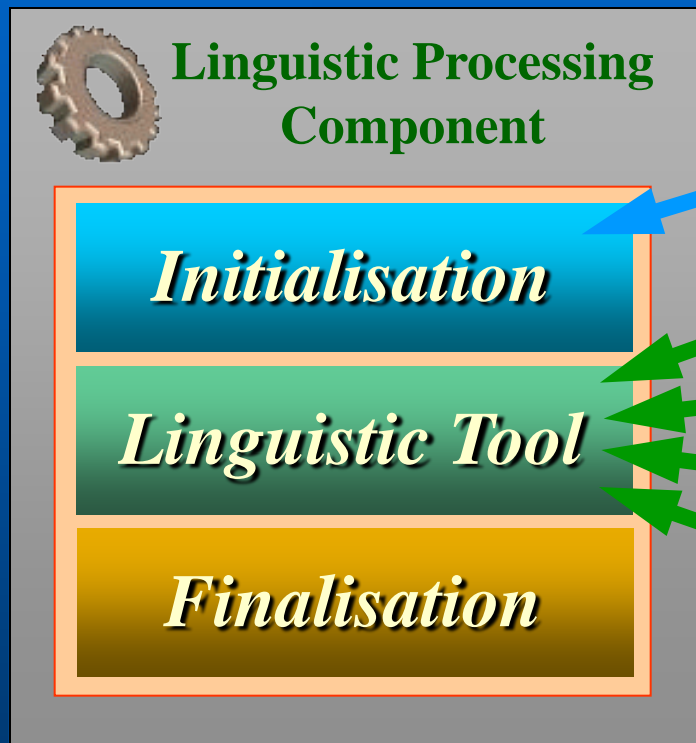 Linguistic Processing
Component
Initialisation
Linguistic Tool
Finalisation